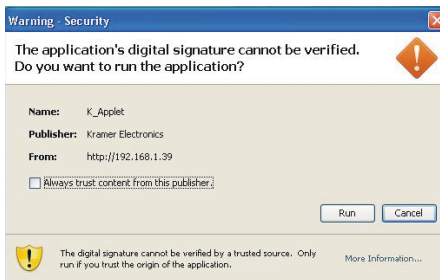 Warning - Security
The application's digital signature cannot be verified.
Do you want to run the application?
Name: K_Applet
Publisher: Kramer Electronics
From: http://192.168.1.39
Always trust content from this publisher.
Run Cancel
The digital signature cannot be verified by a trusted source. Only
run if you trust the origin of the application.
More Information...